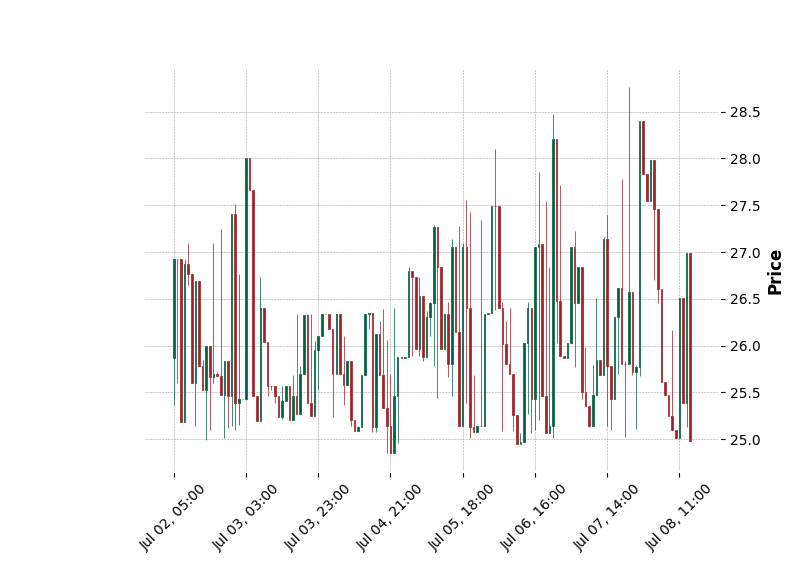 28.5
28.0
27.5
27.0
26.5
26.0
25.5
25.0
Price
Jul 02, 05:00
Jul 03, 03:00
Jul 03, 23:00
Jul 04, 21:00
Jul 05, 18:00
Jul 06, 16:00
Jul 07, 14:00
Jul 08, 11:00